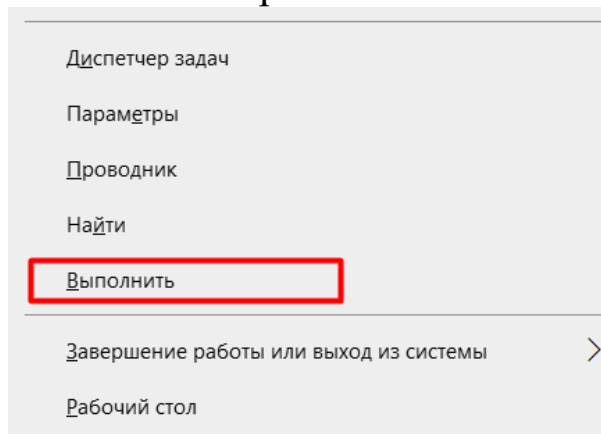 Диспетчер задач
Параметры
Проводник
Найти
Выполнить
Завершение работы или выход из системы
Рабочий стол